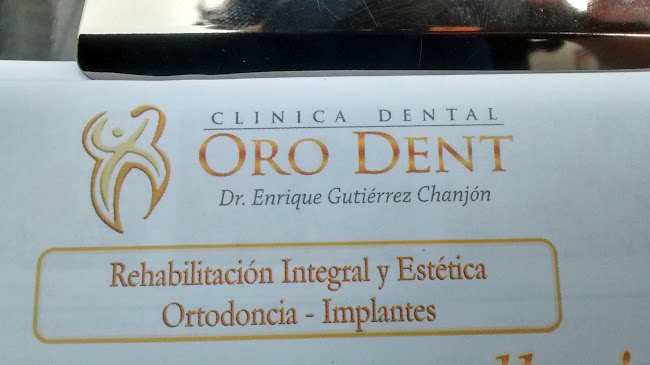 CLINICA DENTAL
ORO DENT
Dr. Enrique Gutiérrez Chanjón
Rehabilitación Integral y Estética
Ortodoncia - Implantes